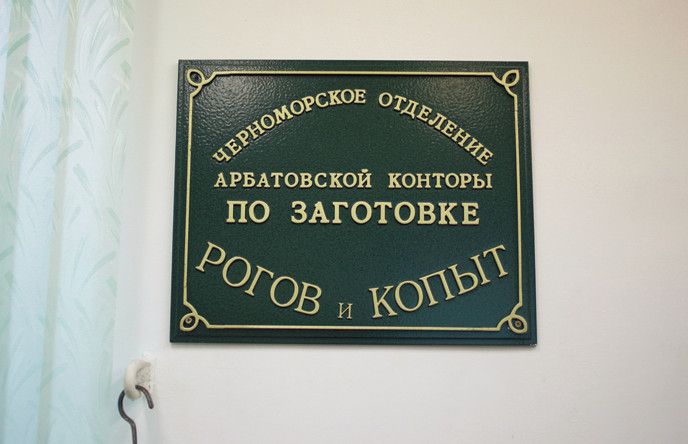 ЧЕРНОМОРСКОЕ ОТДЕЛЕНИЕ
АРБАТОВСКОЙ КОНТОРЫ
ПО ЗАГОТОВКЕ
РОГОВ И КОПЫТ